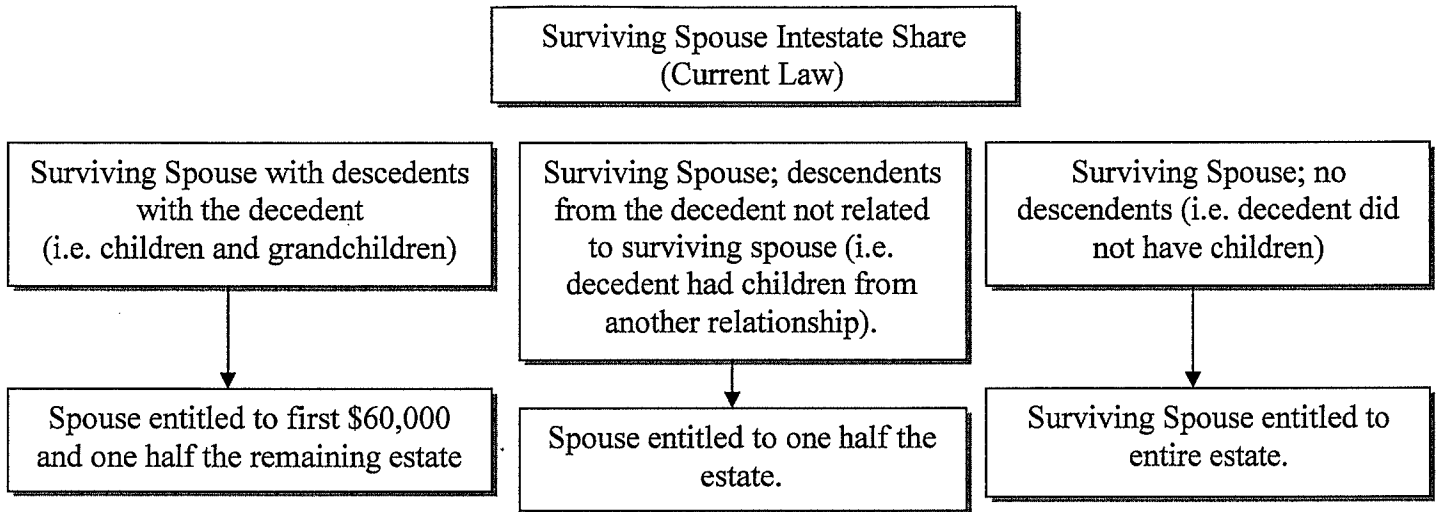 Surviving Spouse Intestate Share
(Current Law)
Surviving Spouse with descedents
with the decedent
(i.e. children and grandchildren)
Surviving Spouse; descendents
from the decedent not related
to surviving spouse (i.e.
decedent had children from
another relationship).
Surviving Spouse; no
descendents (i.e. decedent did
not have children)
Spouse entitled to first $60,000
and one half the remaining estate
Spouse entitled to one half the
estate.
Surviving Spouse entitled to
entire estate.